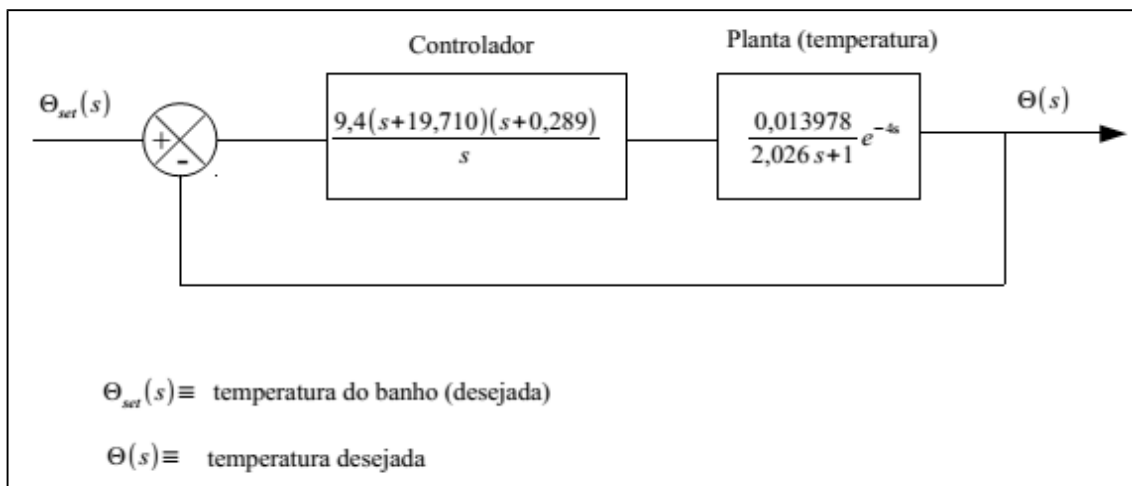 Controlador
Planta (temperatura)
Θset(s)
+
-
9,4(s+19,710)(s+0,289)
s
0,013978
2,026 s+1
e⁻⁴ˢ
Θ(s)
Θset(s)≡ temperatura do banho (desejada)
Θ(s)≡ temperatura desejada